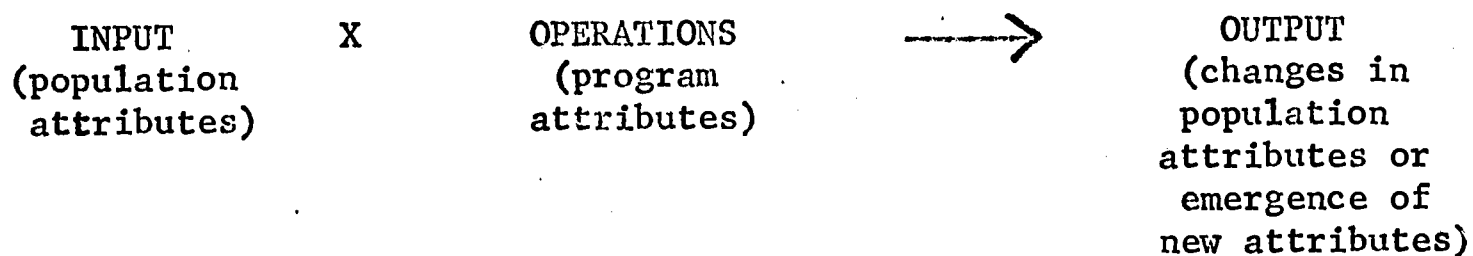 INPUT X OPERATIONS → OUTPUT
(population (program (changes in
attributes) attributes) population
attributes or
emergence of
new attributes)